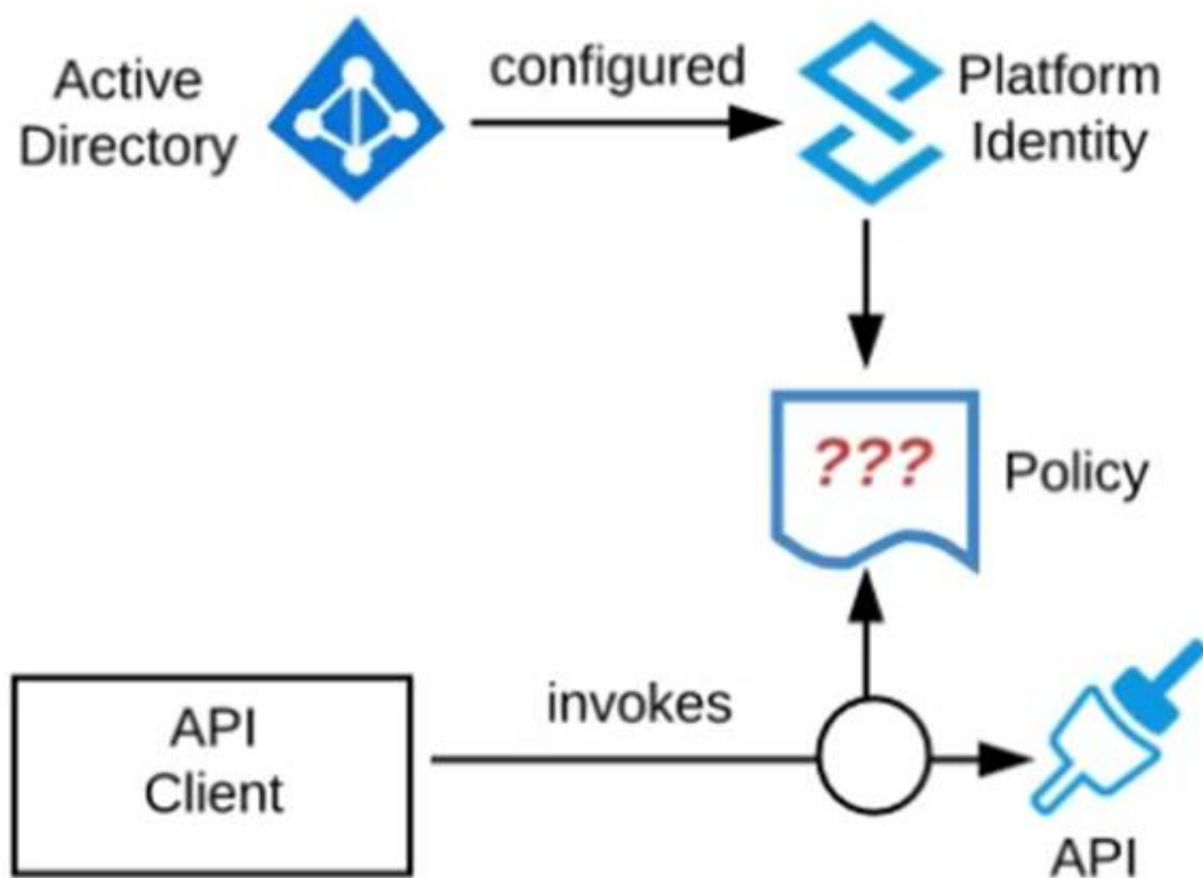 Active
Directory
configured
Platform
Identity
???
Policy
API
Client
invokes
API